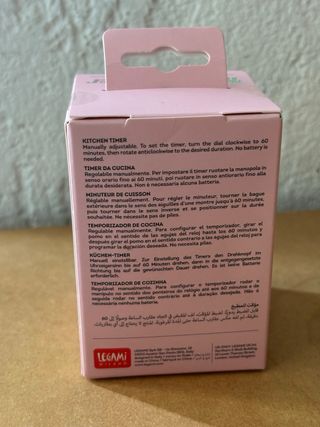 KITCHEN TIMER
Manually adjustable. To set the timer, turn the dial clockwise to 60
minutes, then rotate anticlockwise to the desired duration. No battery is
needed.
TIMER DA CUCINA
Regolabile manualmente. Per impostare il timer ruotare la manopola in
senso orario fino ai 60 minuti, poi ruotare in senso antiorario fino alla
durata desiderata. Non è necessaria alcuna batteria.
MINUTEUR DE CUISSON
Réglable manuellement. Pour régler le minuteur, tourner la bague
extérieure dans le sens des aiguilles d'une montre jusqu'à 60 minutes,
puis tourner dans le sens inverse et se positionner sur la durée
souhaitée. Ne nécessite pas de piles.
TEMPORIZADOR DE COCINA
Regulable manualmente. Para configurar el temporizador, girar el
pomo en el sentido de las agujas del reloj hasta los 60 minutos y
después girar el pomo en el sentido contrario a las agujas del reloj para
programar la duración deseada. No necesita pilas.
KÜCHEN-TIMER
Manuell einstellbar. Zur Einstellung des Timers den Drehknopf im
Uhrzeigersinn bis auf 60 Minuten drehen, dann in die entgegengesetzte
Richtung bis auf die gewünschten Dauer drehen. Es ist keine Batterie
erforderlich.
TEMPORIZADOR DE COZINHA
Regulável manualmente. Para configurar o temporizador rodar o
manípulo no sentido dos ponteiros do relógio até aos 60 minutos e de
seguida rodar no sentido contrário até à duração desejada. Não
necessita nenhuma bateria.
مؤقت المطبخ
LEGAMI
MILANO